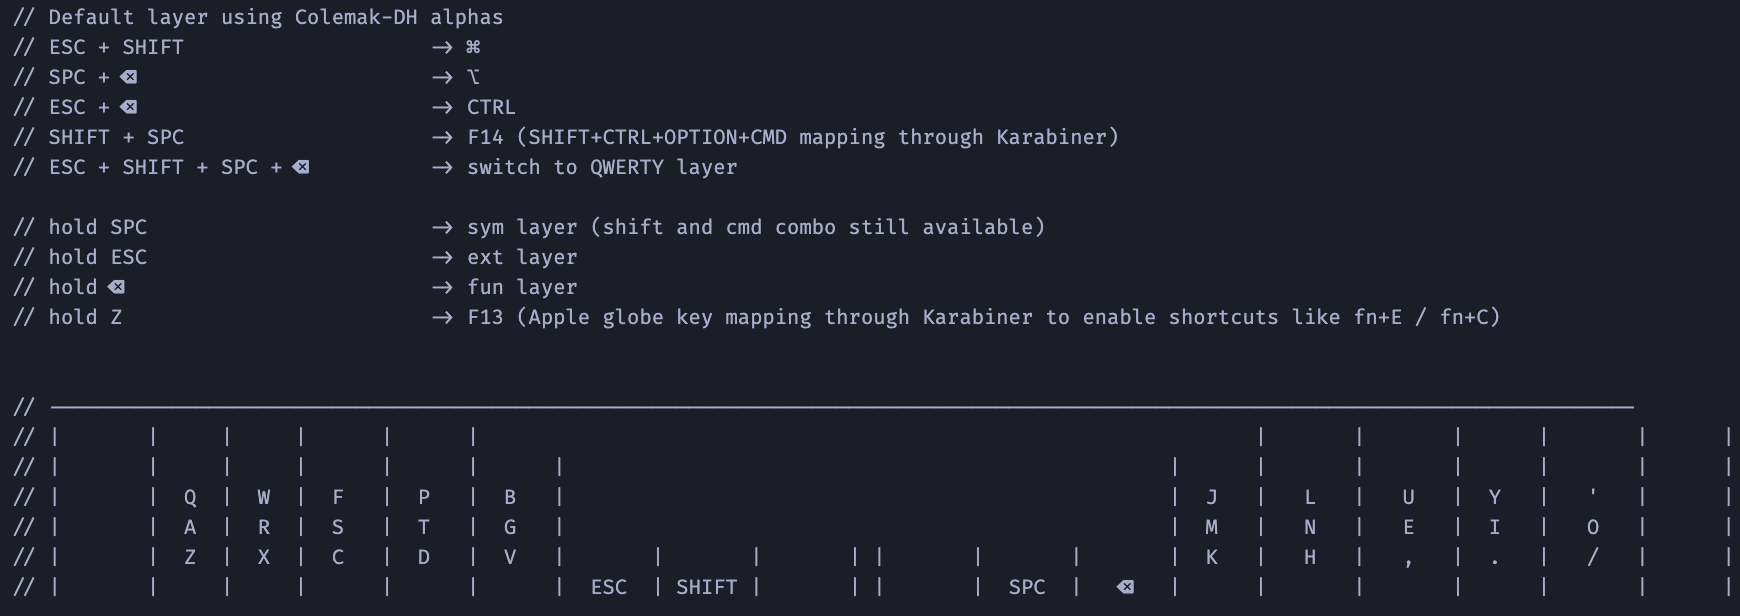 // Default layer using Colemak-DH alphas
// ESC + SHIFT → ⌘
// SPC + ⌫ → ⌥
// ESC + ⌫ → CTRL
// SHIFT + SPC → F14 (SHIFT+CTRL+OPTION+CMD mapping through Karabiner)
// ESC + SHIFT + SPC + ⌫ → switch to QWERTY layer
// hold SPC → sym layer (shift and cmd combo still available)
// hold ESC → ext layer
// hold ⌫ → fun layer
// hold Z → F13 (Apple globe key mapping through Karabiner to enable shortcuts like fn+E / fn+C)
// ────────────────────────────────
// | | | | | | | | | | | |
// | | | | | | | | | | | | | |
// | | Q | W | F | P | B | | J | L | U | Y | ' | |
// | | A | R | S | T | G | | M | N | E | I | O | |
// | | Z | X | C | D | V | | | | | | | K | H | , | . | / | |
// | | | | | | | ESC | SHIFT | | | | SPC | ⌫ | | | | | | |